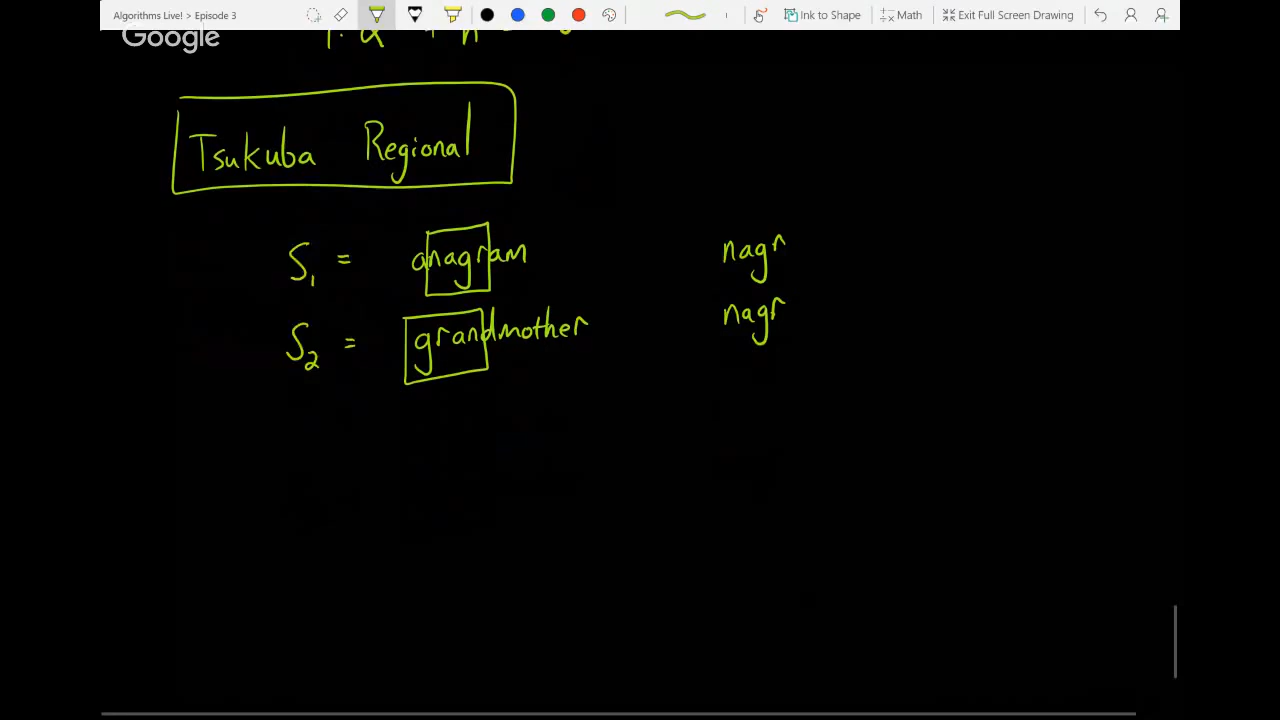 Algorithms Live! > Episode 3
Ink to Shape
Math
Exit Full Screen Drawing
Google
Tsukuba Regional
S1 = anagram nagr
S2 = grandmother nagr